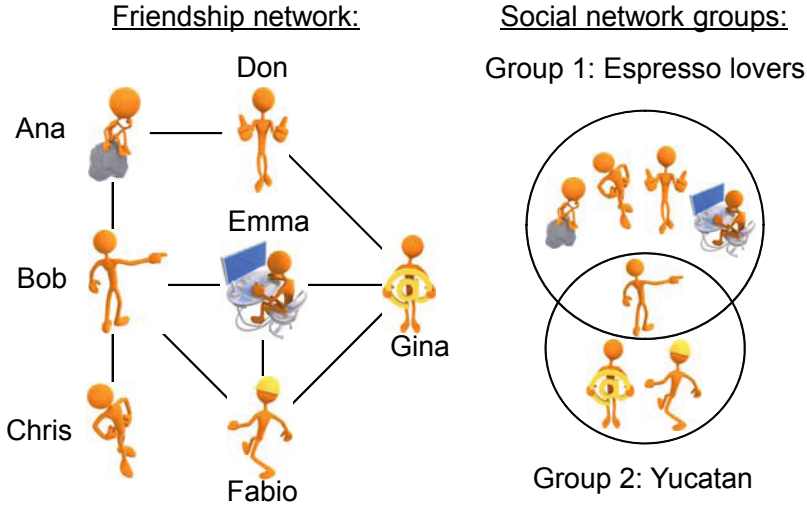 Friendship network:
Social network groups:
Don
Group 1: Espresso lovers
Ana
Emma
Bob
Gina
Chris
Fabio
Group 2: Yucatan